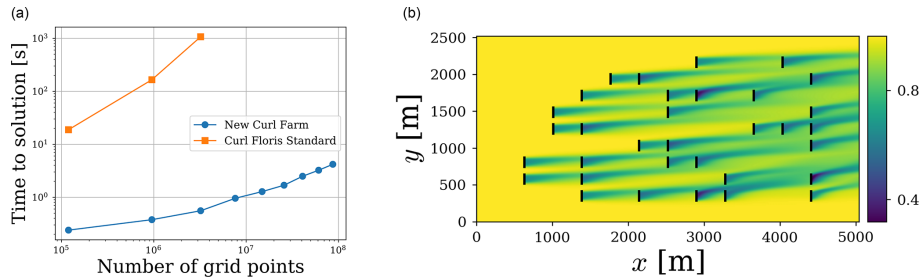 (a)
Time to solution [s]
10³
10²
10¹
10⁰
New Curl Farm
Curl Floris Standard
10⁵
10⁶
10⁷
10⁸
Number of grid points
(b)
y [m]
2500
2000
1500
1000
500
0
0
1000
2000
3000
4000
5000
x [m]
0.8
0.4